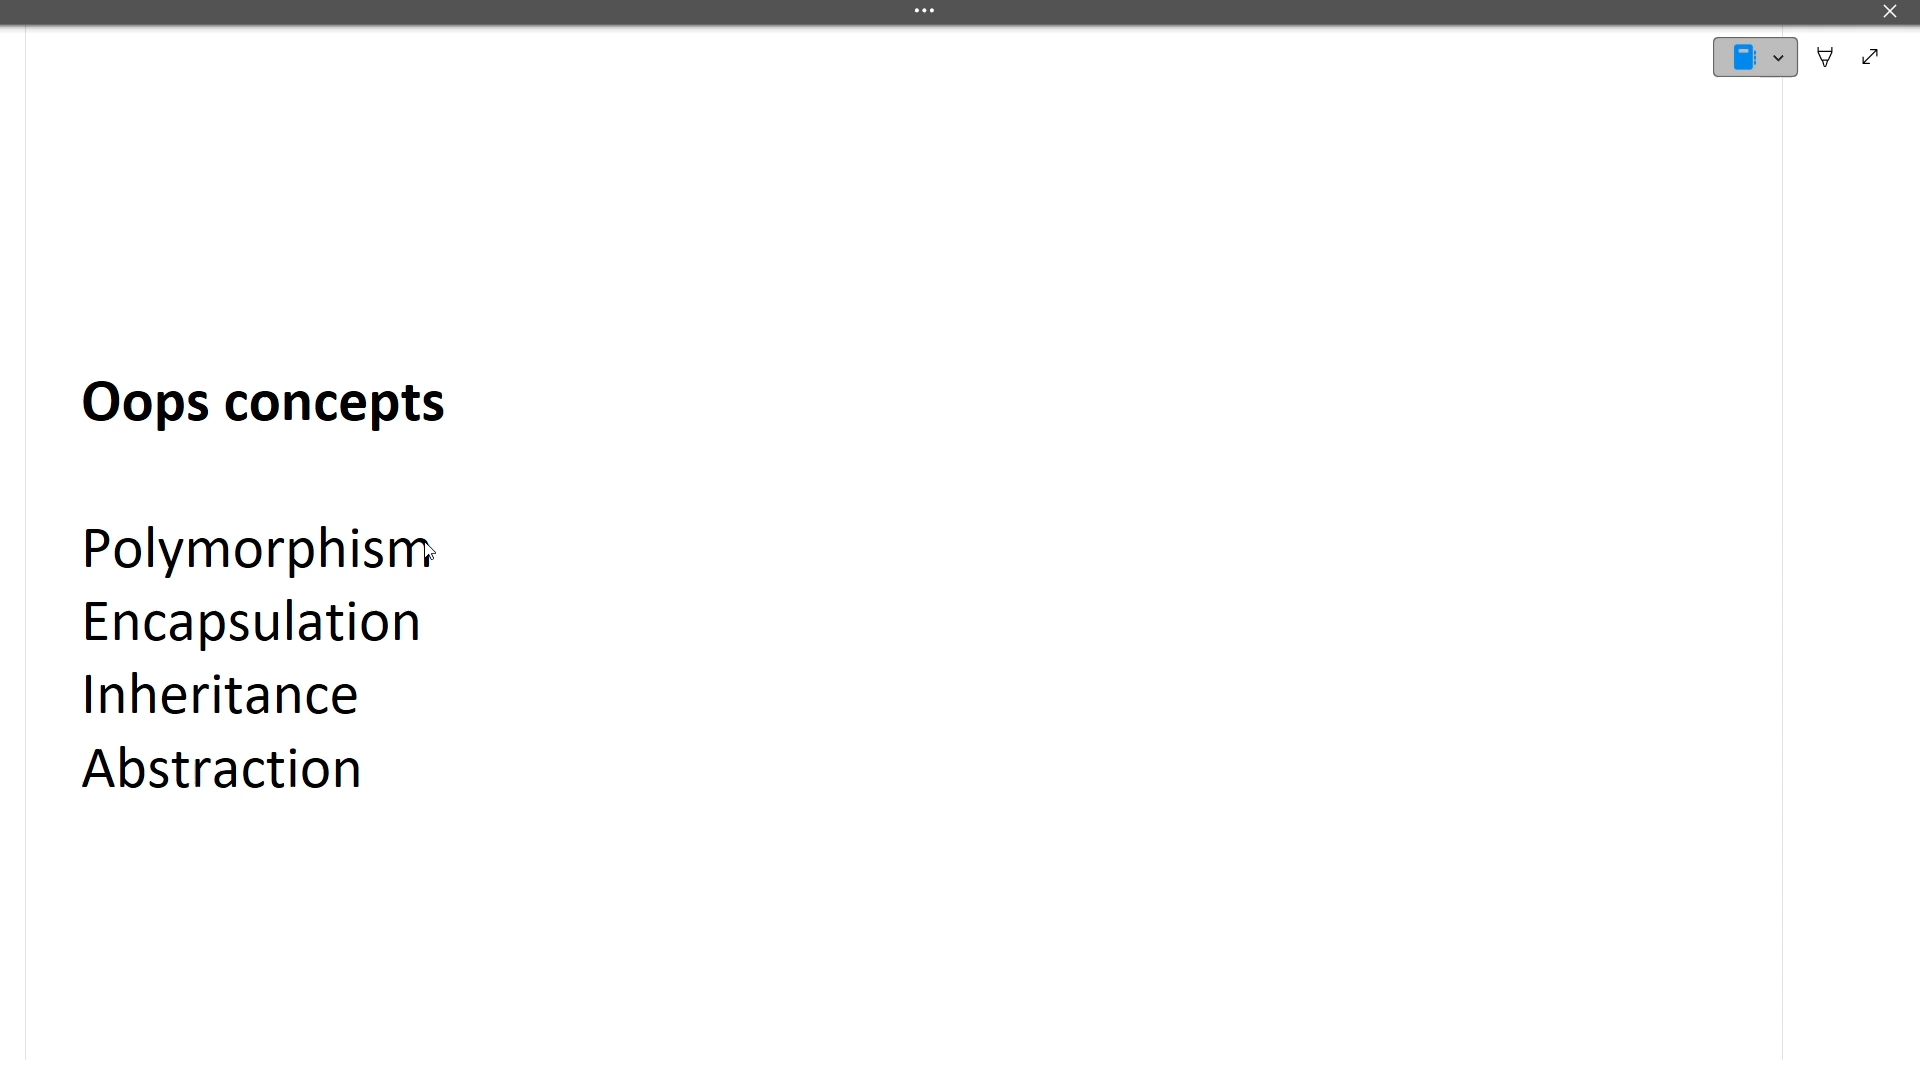 Oops concepts
Polymorphism
Encapsulation
Inheritance
Abstraction